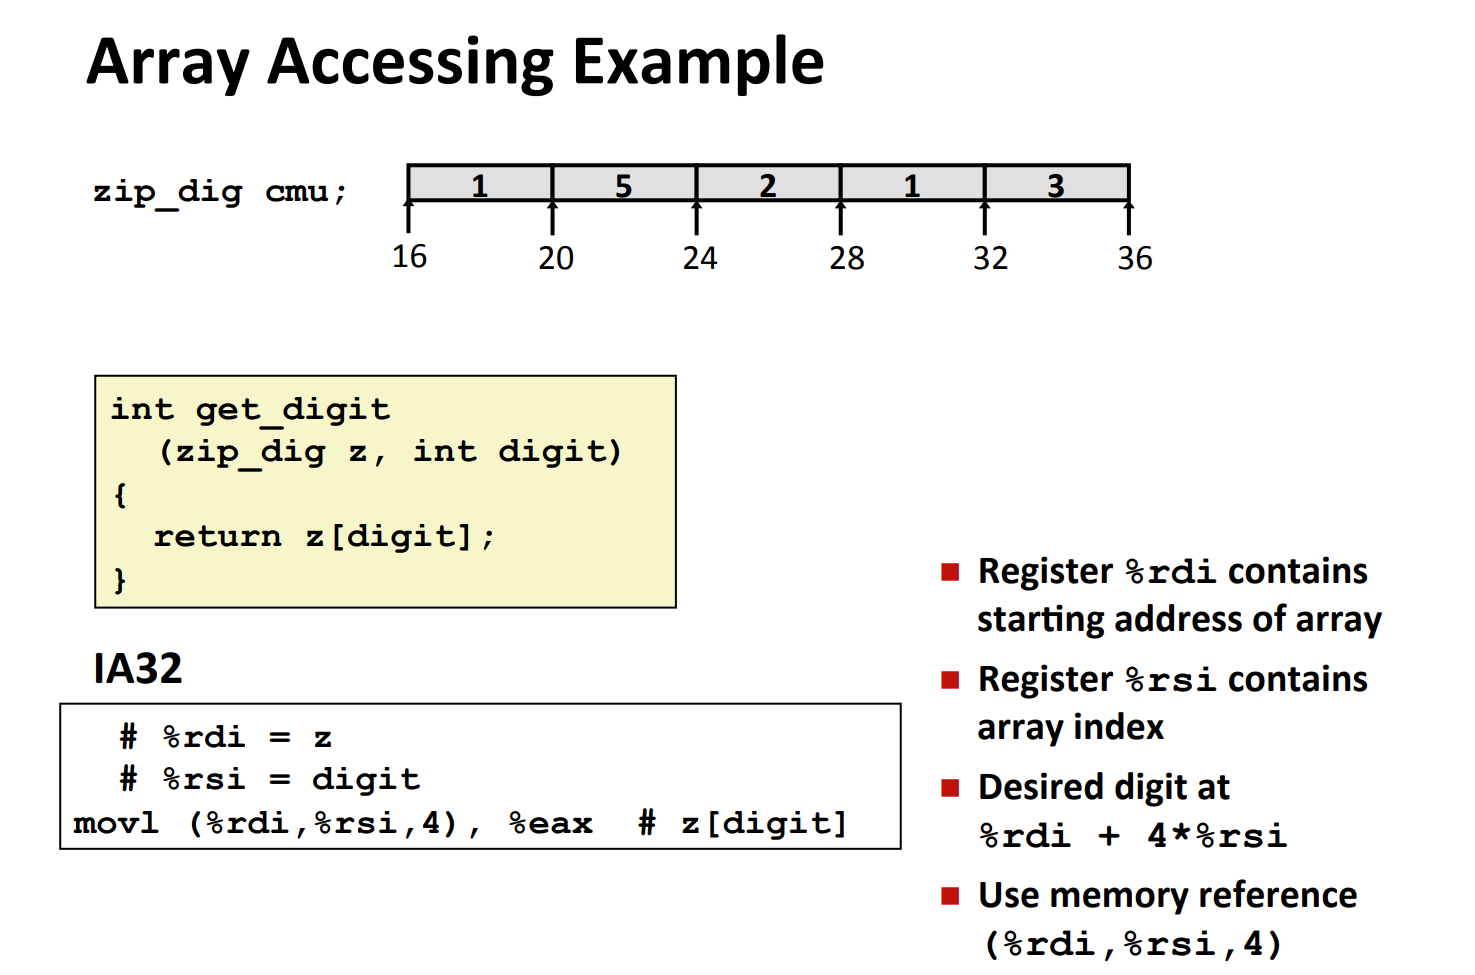 Array Accessing Example
zip_dig cmu;
1 5 2 1 3
16 20 24 28 32 36
int get_digit
(zip_dig z, int digit)
{
return z[digit];
}
IA32
# %rdi = z
# %rsi = digit
movl (%rdi,%rsi,4), %eax # z[digit]
■ Register %rdi contains
starting address of array
■ Register %rsi contains
array index
■ Desired digit at
%rdi + 4*%rsi
■ Use memory reference
(%rdi,%rsi,4)